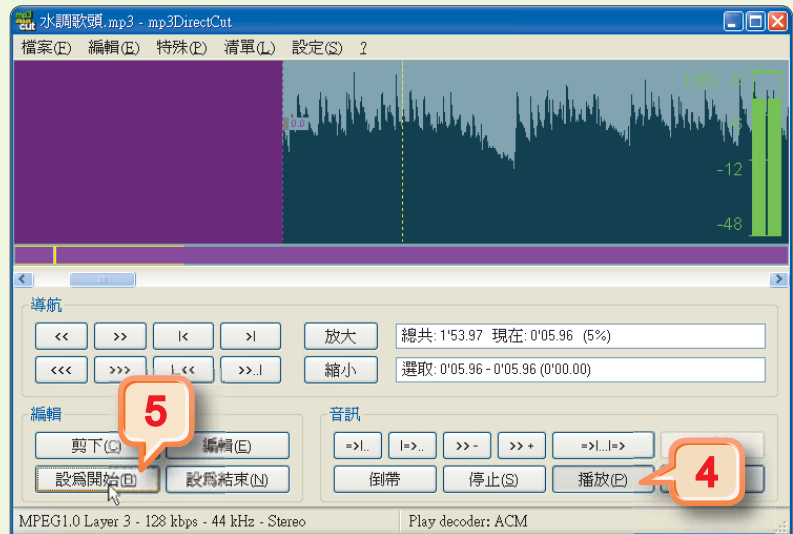 水調歌頭.mp3 - mp3DirectCut
檔案(F) 編輯(E) 特殊(P) 清單(L) 設定(S) ?
0.0
-6
-12
-48
導航
<< >> |< >| 放大 總共: 1'53.97 現在: 0'05.96 (5%)
<<< >>> |..<< >>..| 縮小 選取: 0'05.96 - 0'05.96 (0'00.00)
編輯 5 音訊
剪下(C) 編輯(E) =>|.. |=>.. >> - >> + =>|...|=>
設爲開始(B) 設爲結束(N) 倒帶 停止(S) 播放(P) 4
MPEG1.0 Layer 3 - 128 kbps - 44 kHz - Stereo Play decoder: ACM